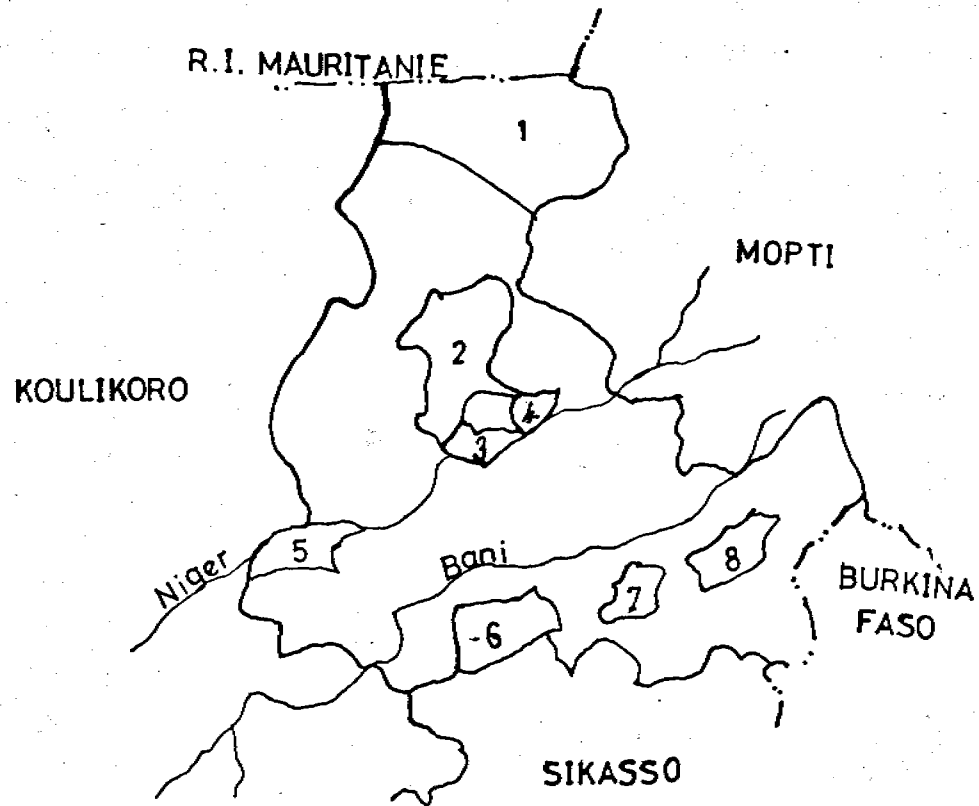 R.I. MAURITANIE
1
MOPTI
2
KOULIKORO
4
3
5
Niger
Bani
8
BURKINA
FASO
7
6
SIKASSO